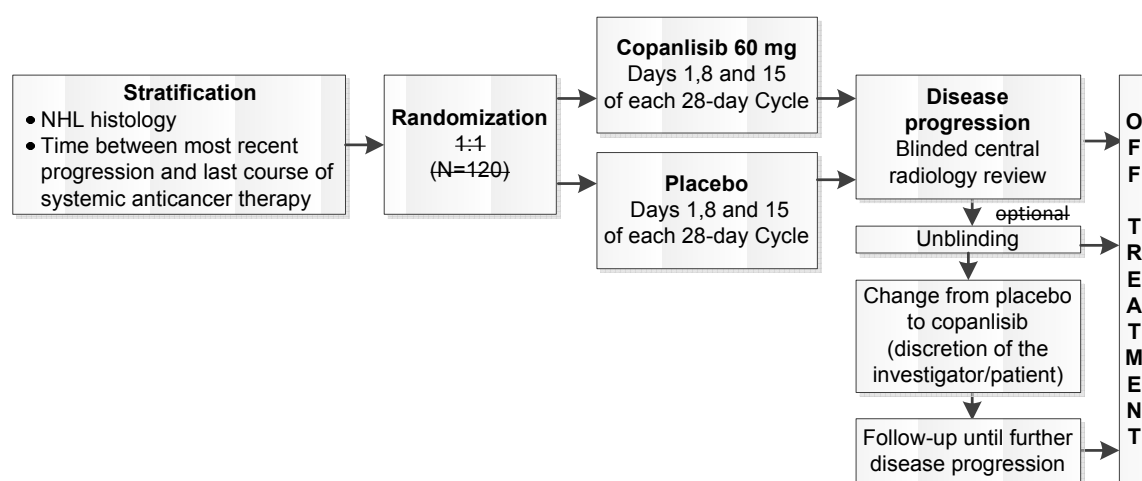 Stratification
• NHL histology
• Time between most recent
progression and last course of
systemic anticancer therapy
Randomization
1:1
(N=120)
Copanlisib 60 mg
Days 1,8 and 15
of each 28-day Cycle
Placebo
Days 1,8 and 15
of each 28-day Cycle
Disease
progression
Blinded central
radiology review
optional
Unblinding
Change from placebo
to copanlisib
(discretion of the
investigator/patient)
Follow-up until further
disease progression
OFF TREATMENT